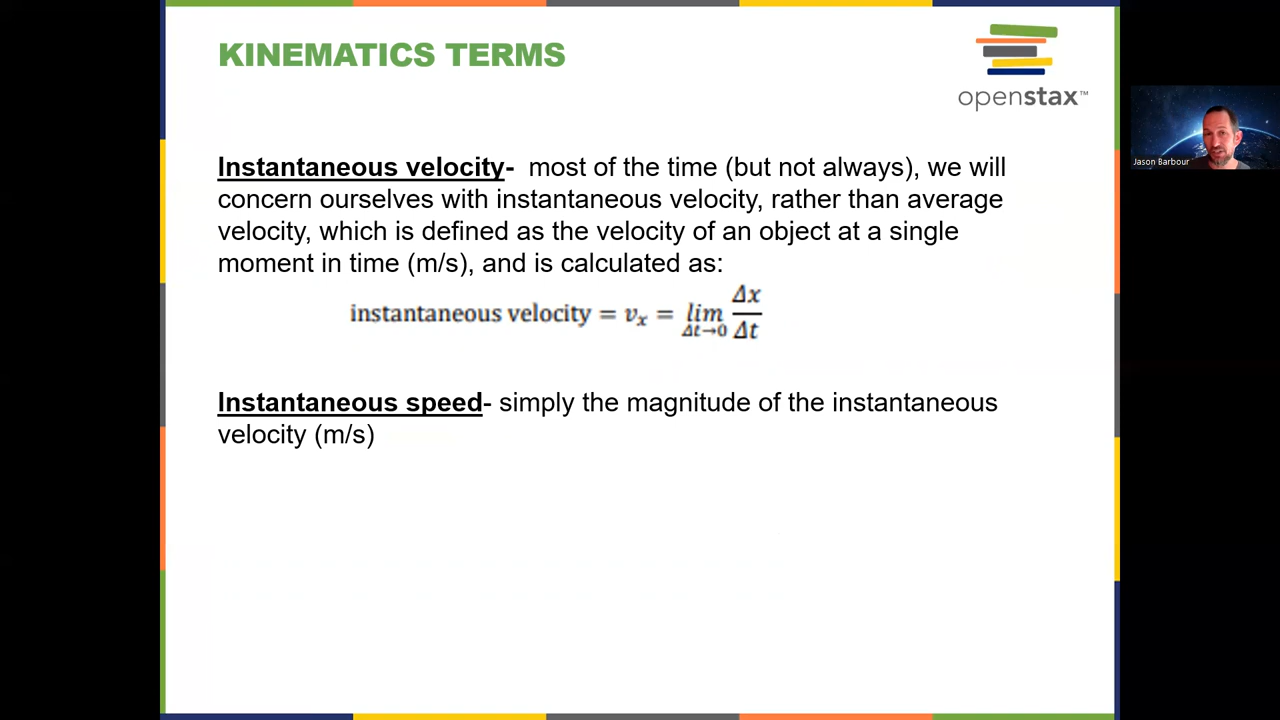 KINEMATICS TERMS
openstax™
Jason Barbour
Instantaneous velocity- most of the time (but not always), we will
concern ourselves with instantaneous velocity, rather than average
velocity, which is defined as the velocity of an object at a single
moment in time (m/s), and is calculated as:
instantaneous velocity = vₓ = lim Δt→0 Δx/Δt
Instantaneous speed- simply the magnitude of the instantaneous
velocity (m/s)